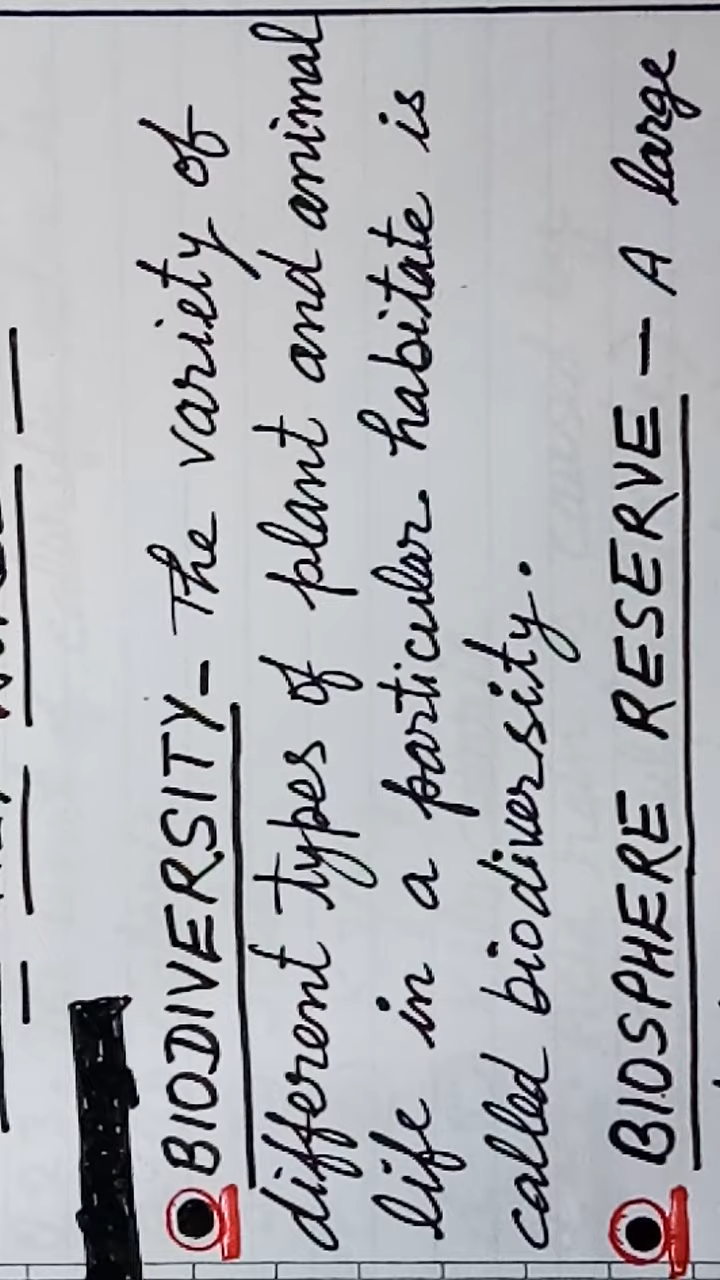 BIODIVERSITY - The variety of
different types of plant and animal
life in a particular habitate is
called biodiversity.
BIOSPHERE RESERVE - A large